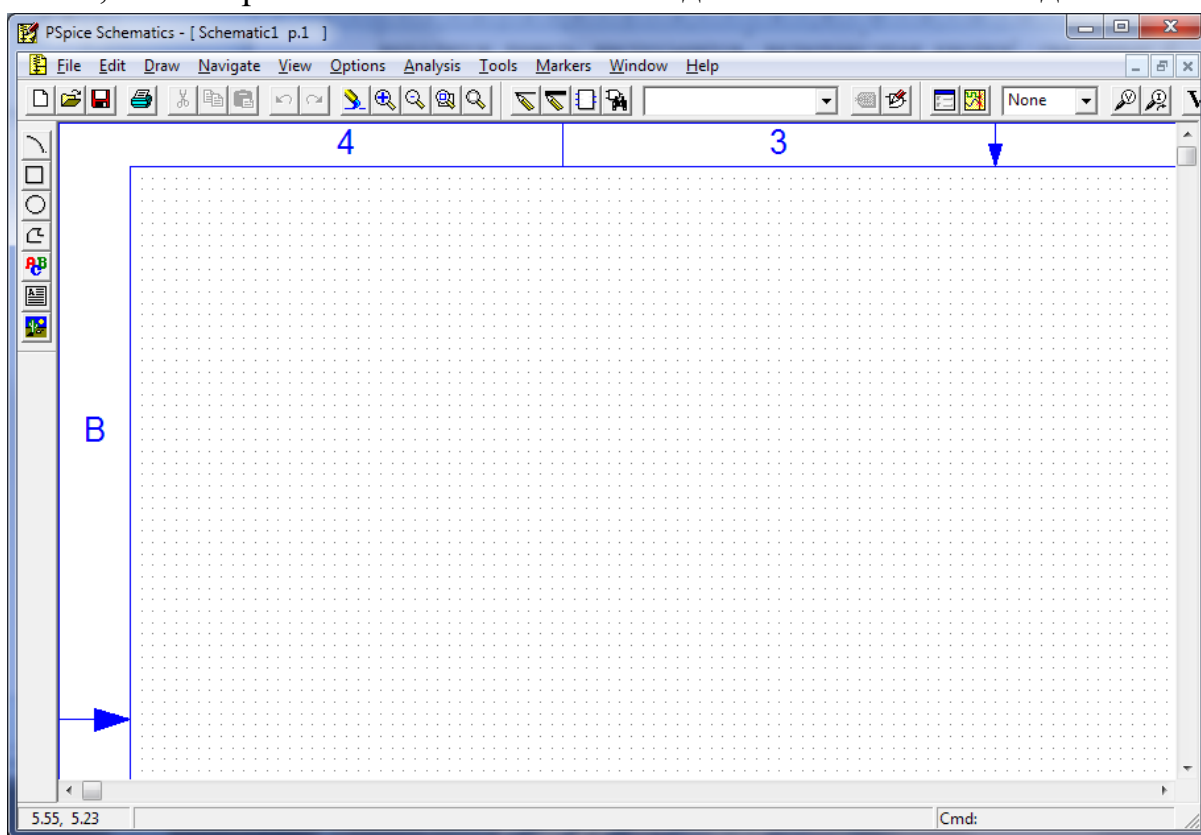 PSpice Schematics - [ Schematic1 p.1 ]
File Edit Draw Navigate View Options Analysis Tools Markers Window Help
None
4 3
ABC
B
5.55, 5.23 Cmd: